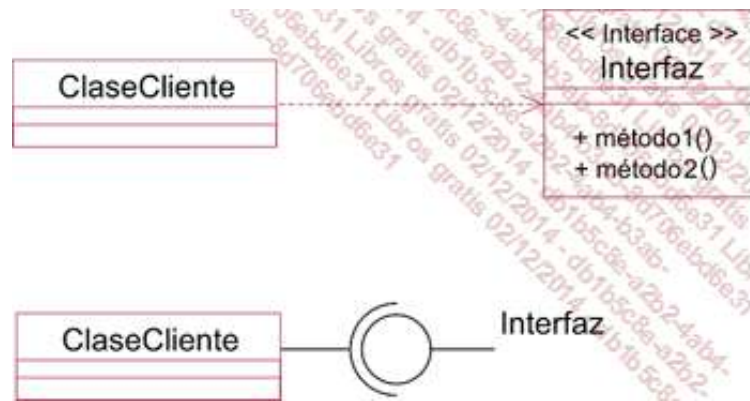 << Interface >>
Interfaz
ClaseCliente
+ método1()
+ método2()
ClaseCliente
Interfaz